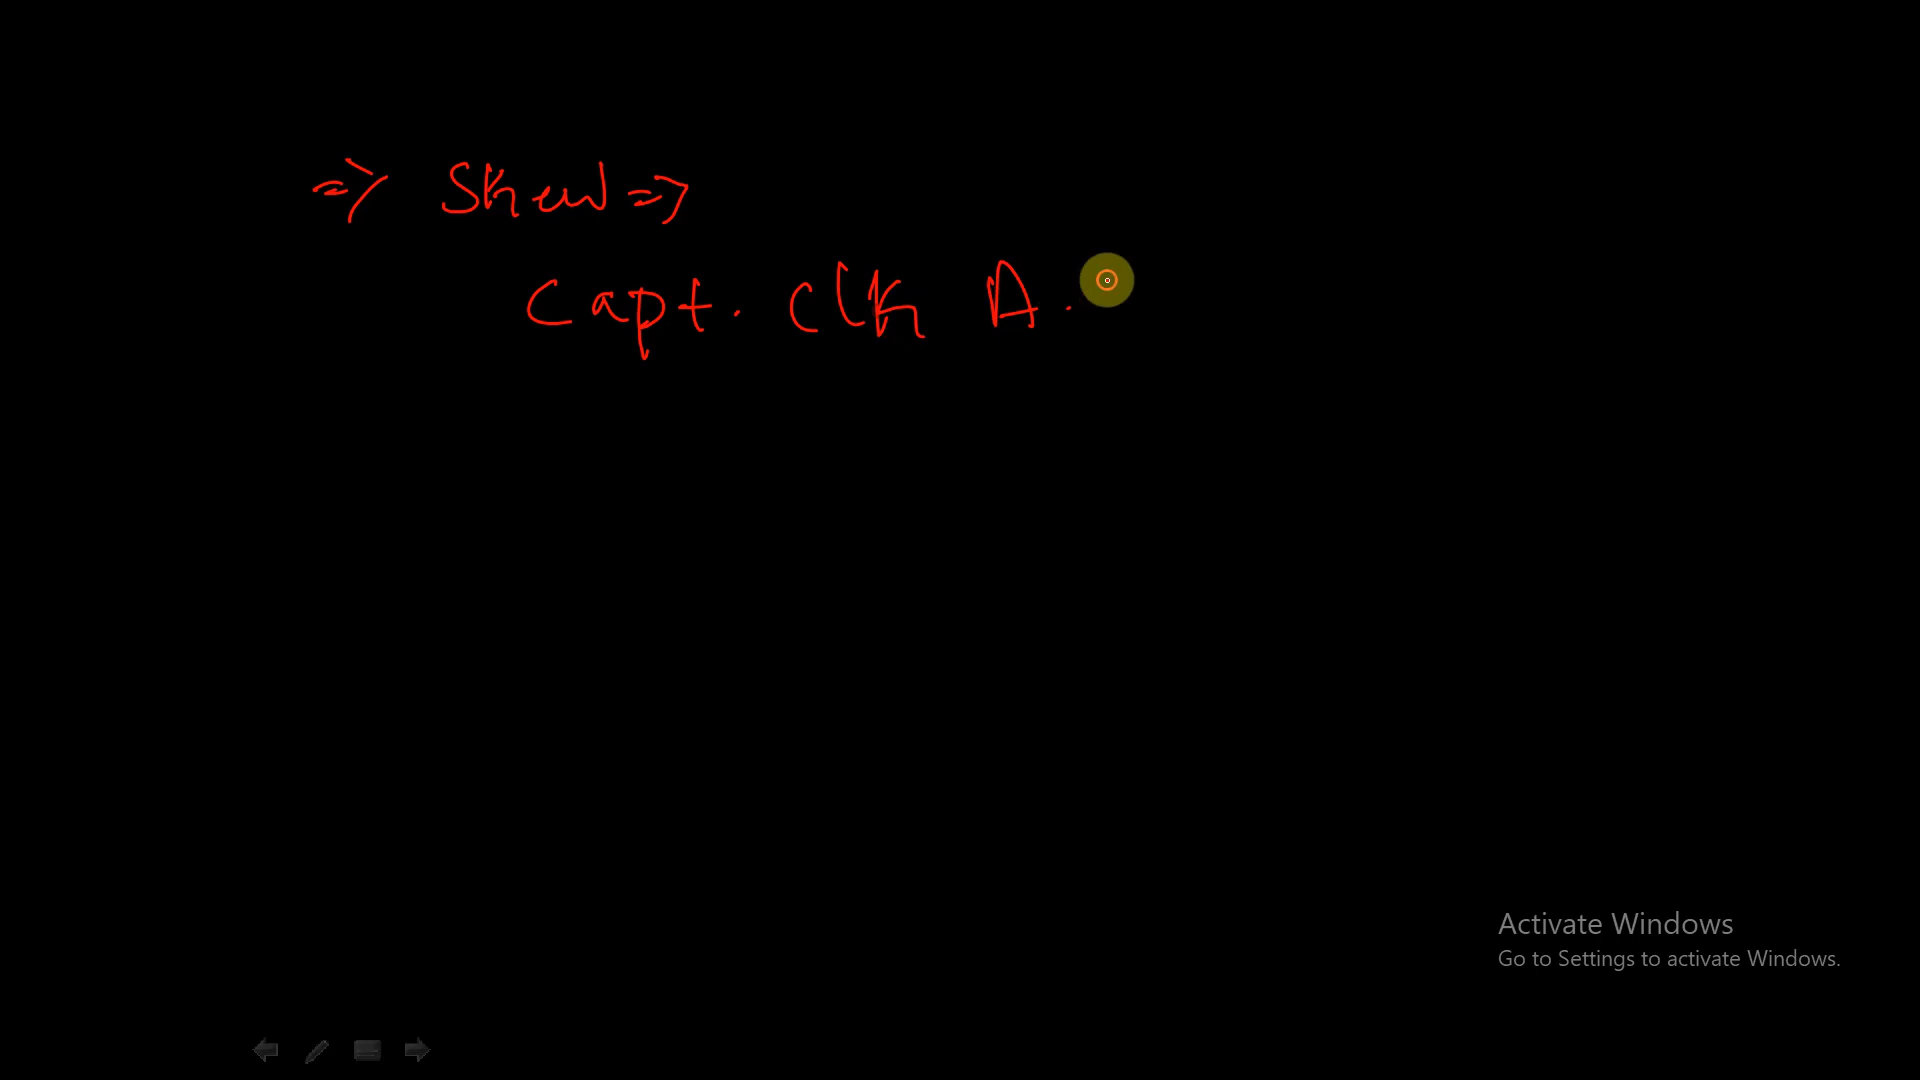 ⇒ Skew ⇒
Capt. Clk A.
Activate Windows
Go to Settings to activate Windows.